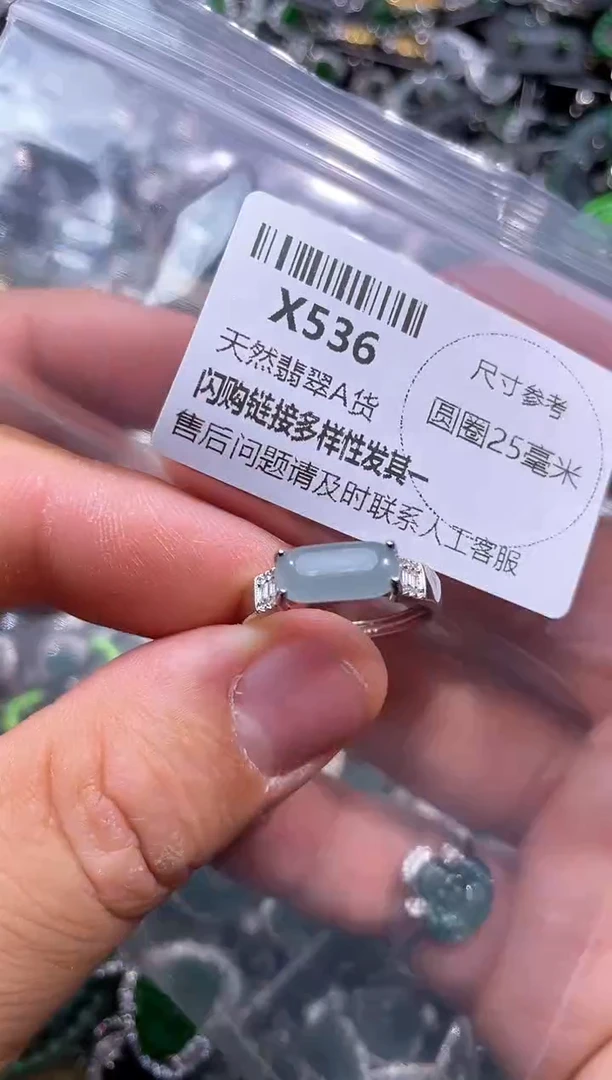 X536
天然翡翠A货
闪购链接多样性发其一
售后问题请及时联系人工客服
尺寸参考
圆圈25毫米